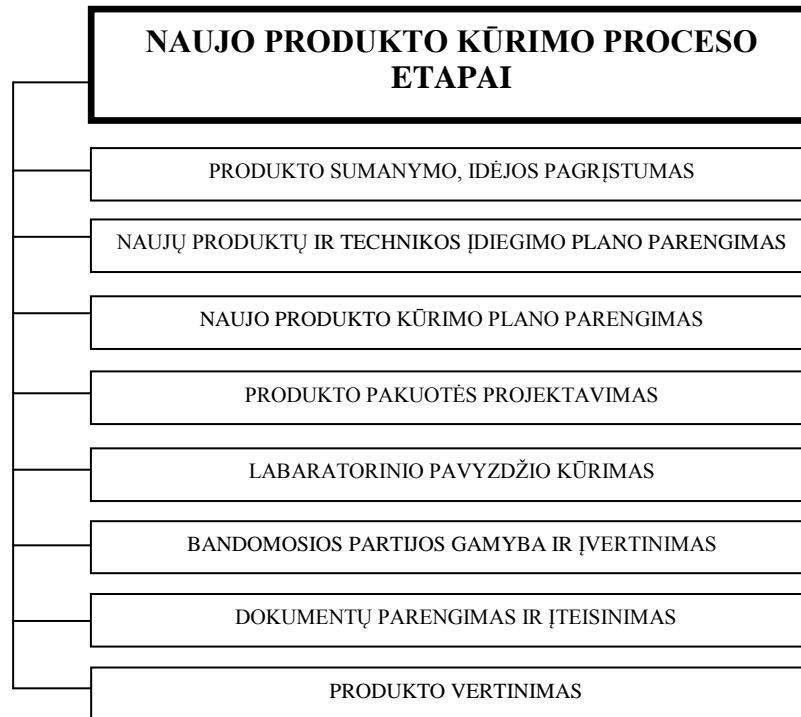 NAUJO PRODUKTO KŪRIMO PROCESO
ETAPAI
PRODUKTO SUMANYMO, IDĖJOS PAGRĮSTUMAS
NAUJŲ PRODUKTŲ IR TECHNIKOS ĮDIEGIMO PLANO PARENGIMAS
NAUJO PRODUKTO KŪRIMO PLANO PARENGIMAS
PRODUKTO PAKUOTĖS PROJEKTAVIMAS
LABARATORINIO PAVYZDŽIO KŪRIMAS
BANDOMOSIOS PARTIJOS GAMYBA IR ĮVERTINIMAS
DOKUMENTŲ PARENGIMAS IR ĮTEISINIMAS
PRODUKTO VERTINIMAS